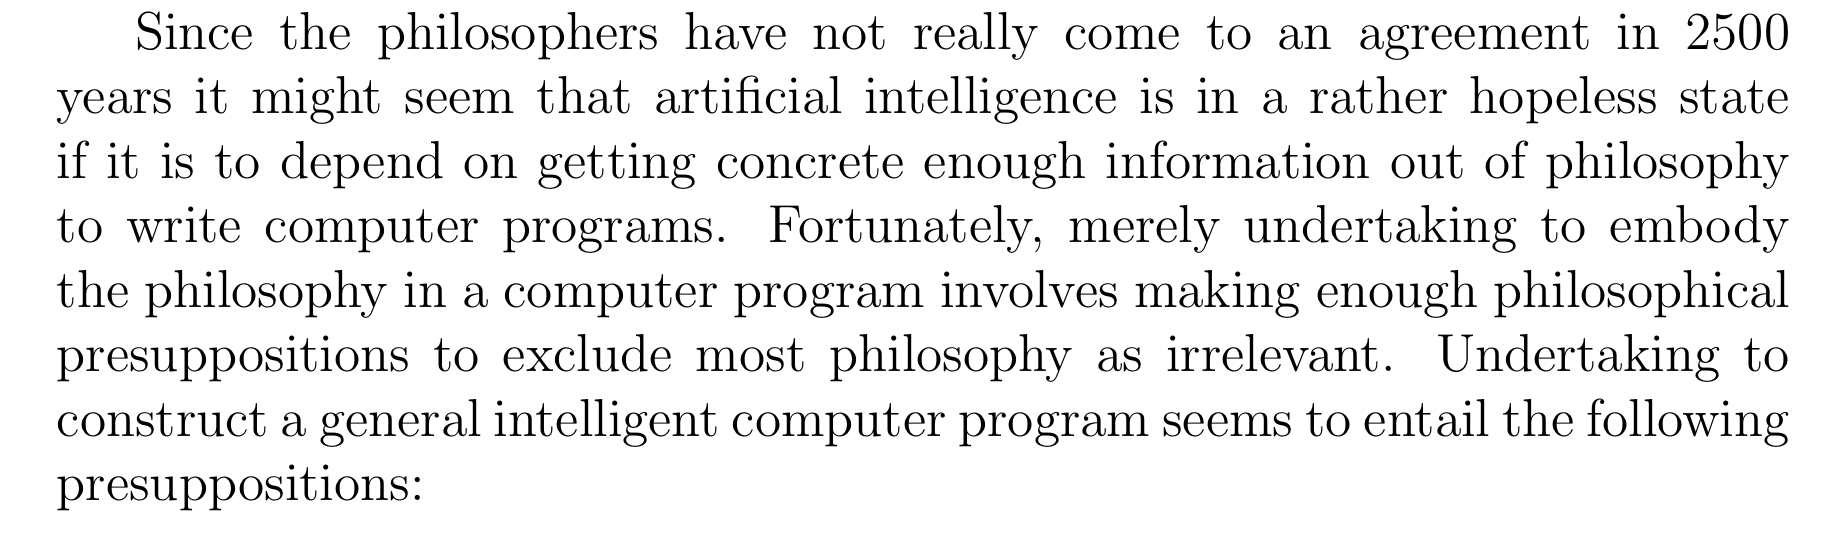 Since the philosophers have not really come to an agreement in 2500
years it might seem that artificial intelligence is in a rather hopeless state
if it is to depend on getting concrete enough information out of philosophy
to write computer programs. Fortunately, merely undertaking to embody
the philosophy in a computer program involves making enough philosophical
presuppositions to exclude most philosophy as irrelevant. Undertaking to
construct a general intelligent computer program seems to entail the following
presuppositions: